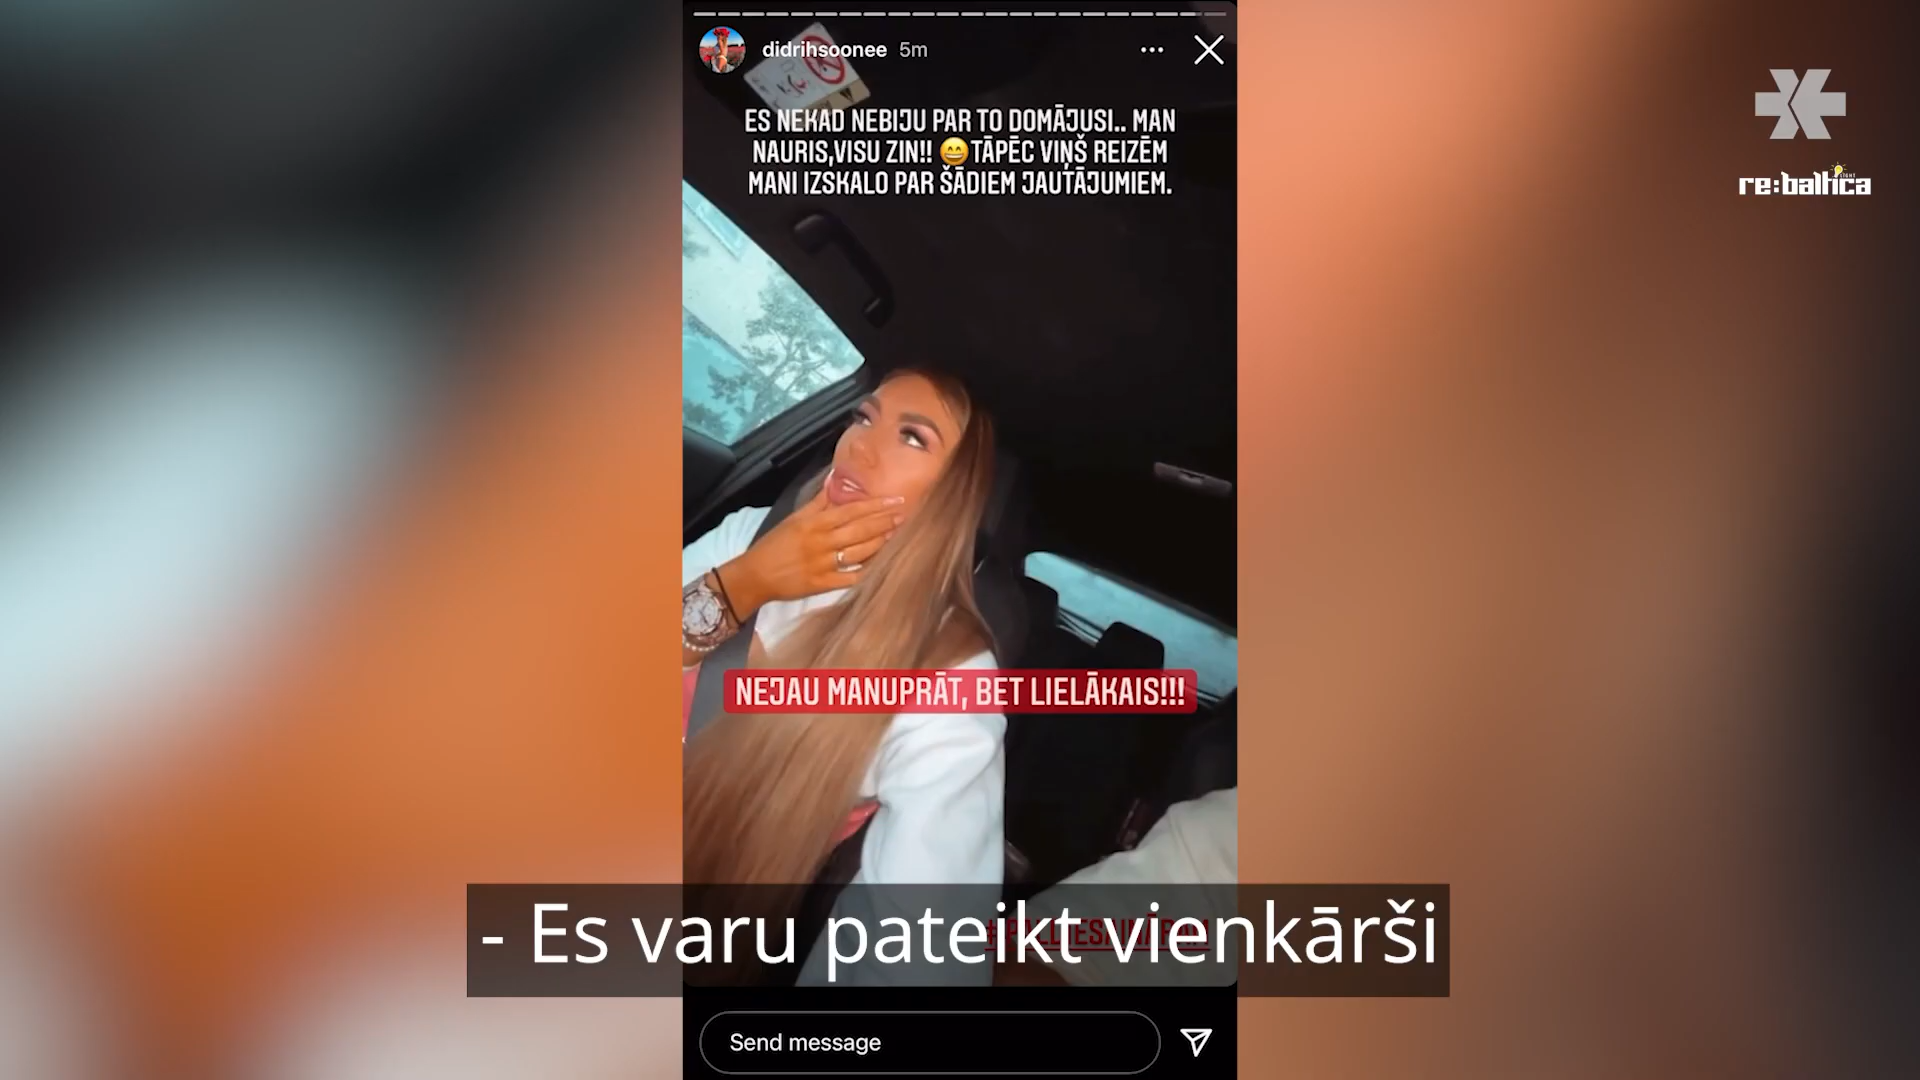 didrihsoonee 5m
ES NEKAD NEBIJU PAR TO DOMĀJUSI.. MAN
NAURIS,VISU ZIN!! 😄TĀPĒC VIŅŠ REIZĒM
MANI IZSKALO PAR ŠĀDIEM JAUTĀJUMIEM.
re:baltica
NEJAU MANUPRĀT, BET LIELĀKAIS!!!
- Es varu pateikt vienkārši
Send message